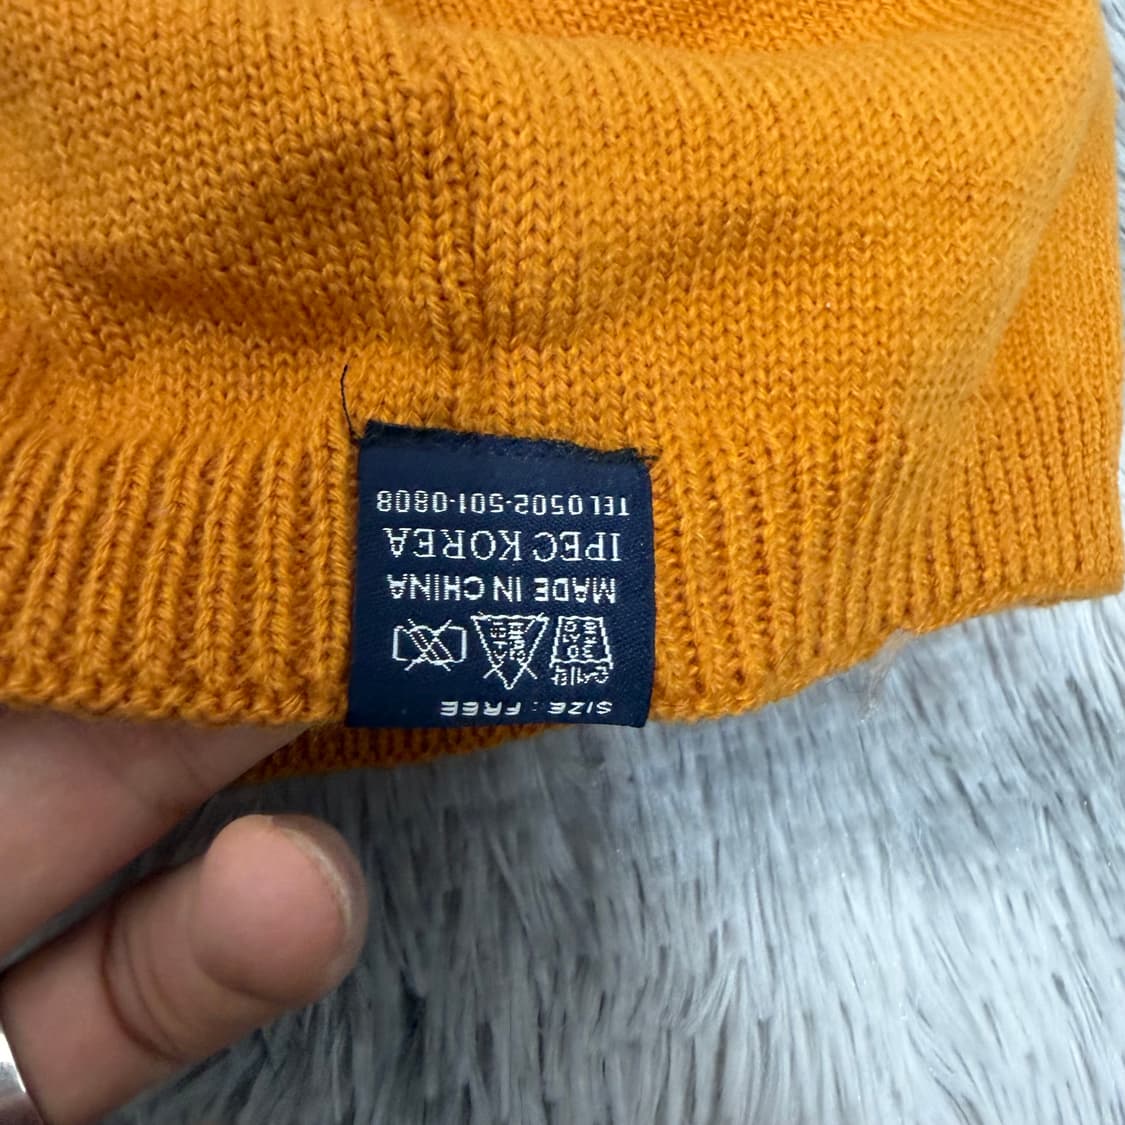 SIZE : FREE
MADE IN CHINA
IPEC KOREA
TEL 0502-501-0808